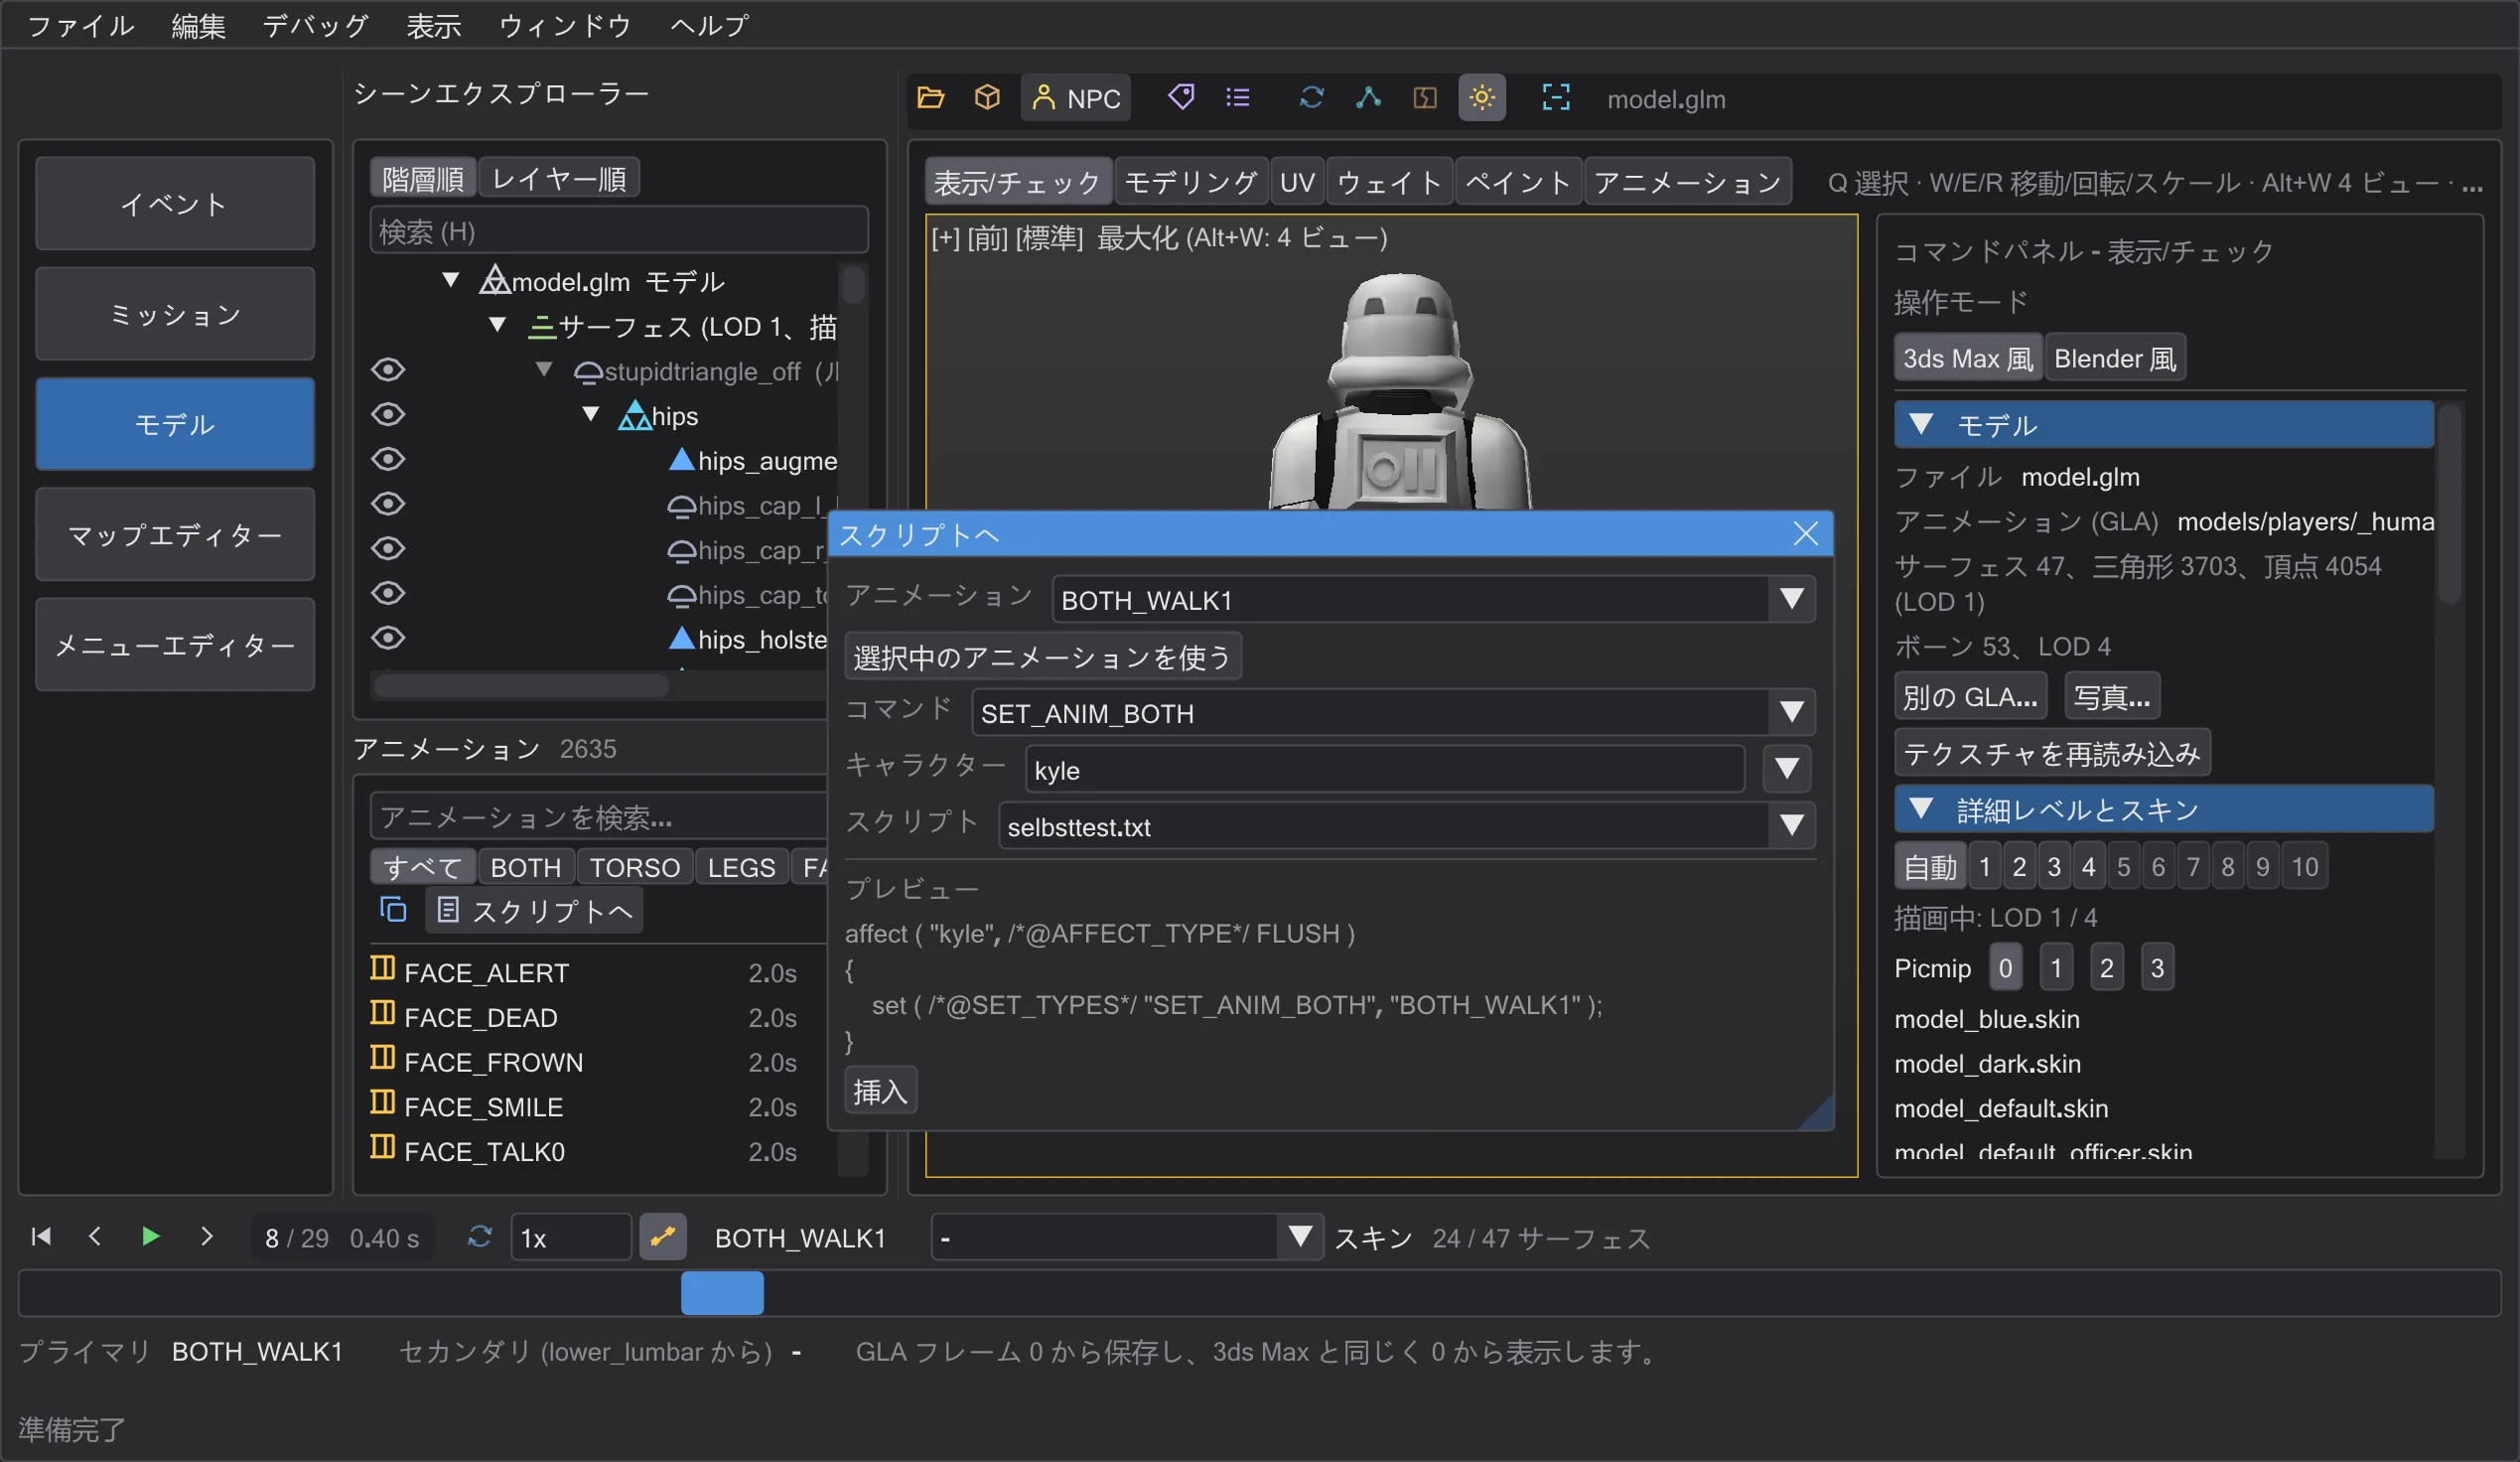 ファイル 編集 デバッグ 表示 ウィンドウ ヘルプ
シーンエクスプローラー
NPC
model.glm
イベント
ミッション
モデル
マップエディター
メニューエディター
階層順 レイヤー順
検索 (H)
model.glm モデル
サーフェス (LOD 1、描
stupidtriangle_off
hips
hips_augme
hips_cap_l_
hips_cap_r_
hips_cap_to
hips_holste
アニメーション 2635
アニメーションを検索...
すべて BOTH TORSO LEGS FA
スクリプトへ
FACE_ALERT 2.0s
FACE_DEAD 2.0s
FACE_FROWN 2.0s
FACE_SMILE 2.0s
FACE_TALK0 2.0s
表示/チェック モデリング UV ウェイト ペイント アニメーション
Q 選択 · W/E/R 移動/回転/スケール · Alt+W 4 ビュー · ...
[+] [前] [標準] 最大化 (Alt+W: 4 ビュー)
スクリプトへ
アニメーション BOTH_WALK1
選択中のアニメーションを使う
コマンド SET_ANIM_BOTH
キャラクター kyle
スクリプト selbsttest.txt
プレビュー
affect ( "kyle", /*@AFFECT_TYPE*/ FLUSH )
{
set ( /*@SET_TYPES*/ "SET_ANIM_BOTH", "BOTH_WALK1" );
}
挿入
コマンドパネル - 表示/チェック
操作モード
3ds Max 風 Blender 風
モデル
ファイル model.glm
アニメーション (GLA) models/players/_huma
サーフェス 47、三角形 3703、頂点 4054
(LOD 1)
ボーン 53、LOD 4
別の GLA... 写真...
テクスチャを再読み込み
詳細レベルとスキン
自動 1 2 3 4 5 6 7 8 9 10
描画中: LOD 1 / 4
Picmip 0 1 2 3
model_blue.skin
model_dark.skin
model_default.skin
model_default_officer.skin
8 / 29 0.40 s 1x BOTH_WALK1 - スキン 24 / 47 サーフェス
プライマリ BOTH_WALK1 セカンダリ (lower_lumbar から) - GLA フレーム 0 から保存し、3ds Max と同じく 0 から表示します。
準備完了